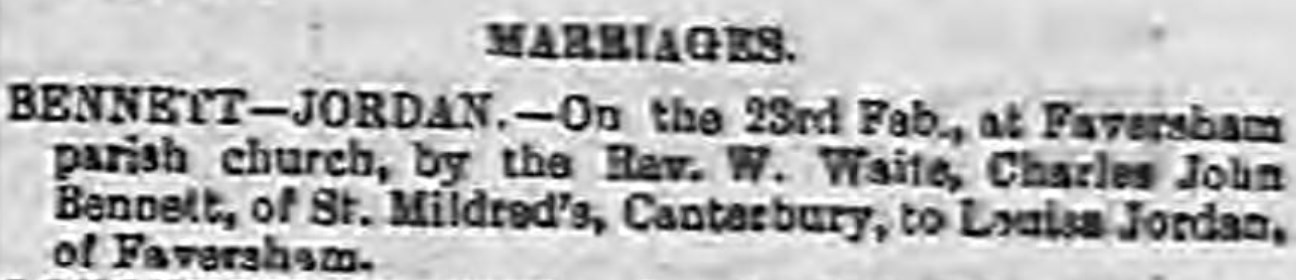 MARRIAGES.
BENNETT—JORDAN.—On the 23rd Feb., at Faversham
parish church, by the Rev. W. Waite, Charles John
Bennett, of St. Mildred's, Canterbury, to Louisa Jordan,
of Faversham.